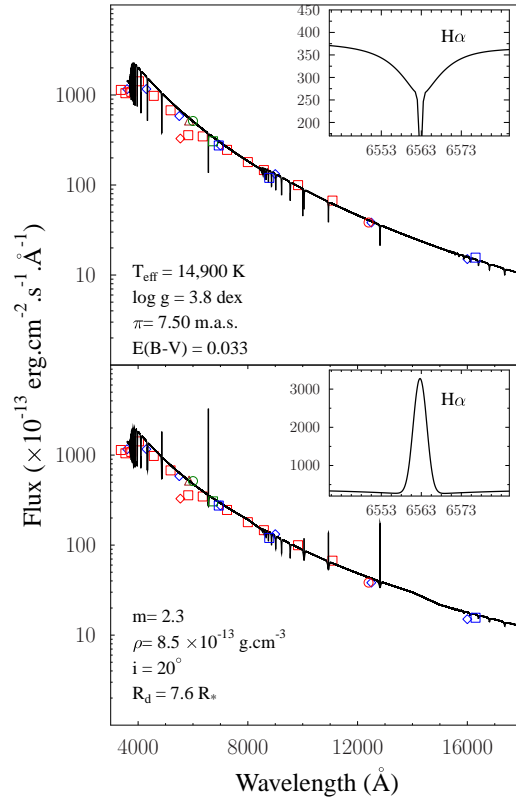 450
400
350
300
250
200
Hα
6553 6563 6573
1000
100
10
T_eff = 14,900 K
log g = 3.8 dex
π= 7.50 m.a.s.
E(B-V) = 0.033
Flux (×10⁻¹³ erg.cm⁻².s⁻¹.Å⁻¹)
3000
2000
1000
Hα
6553 6563 6573
1000
100
10
m= 2.3
ρ= 8.5 ×10⁻¹³ g.cm⁻³
i = 20°
R_d = 7.6 R_*
4000 8000 12000 16000
Wavelength (Å)